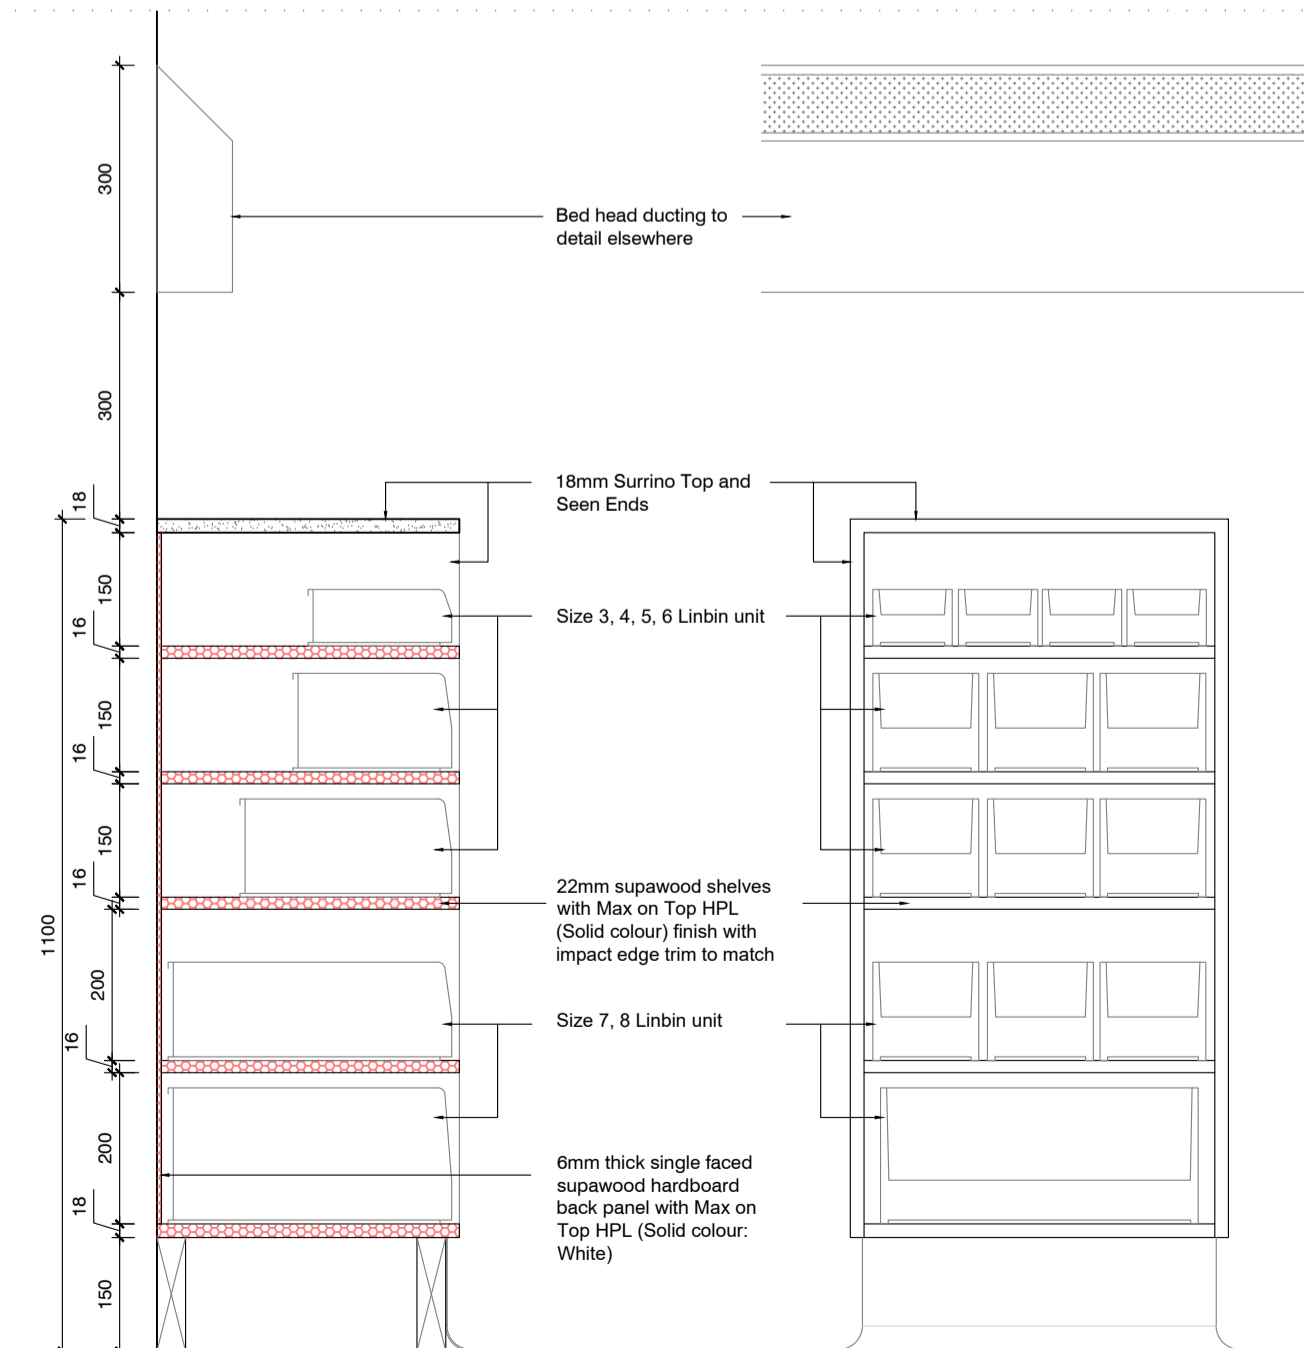 300
Bed head ducting to
detail elsewhere
300
18mm Surrino Top and
Seen Ends
18
150
Size 3, 4, 5, 6 Linbin unit
16
150
16
150
16
22mm supawood shelves
with Max on Top HPL
(Solid colour) finish with
impact edge trim to match
1100
200
Size 7, 8 Linbin unit
16
200
6mm thick single faced
supawood hardboard
back panel with Max on
Top HPL (Solid colour:
White)
18
150